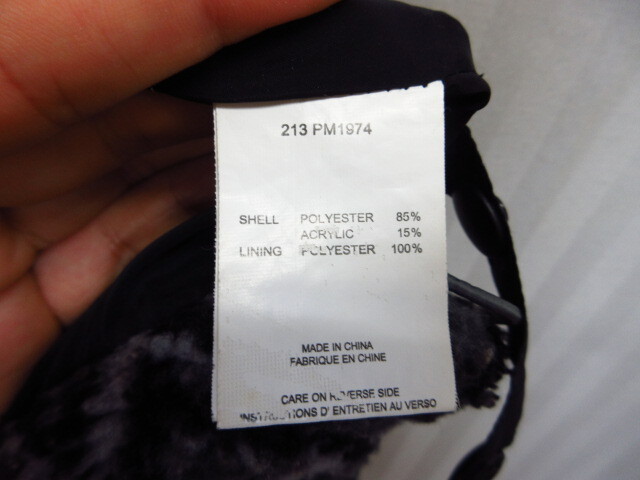 213 PM1974
SHELL POLYESTER 85%
ACRYLIC 15%
LINING POLYESTER 100%
MADE IN CHINA
FABRIQUE EN CHINE
CARE ON REVERSE SIDE
INSTRUCTIONS D' ENTRETIEN AU VERSO